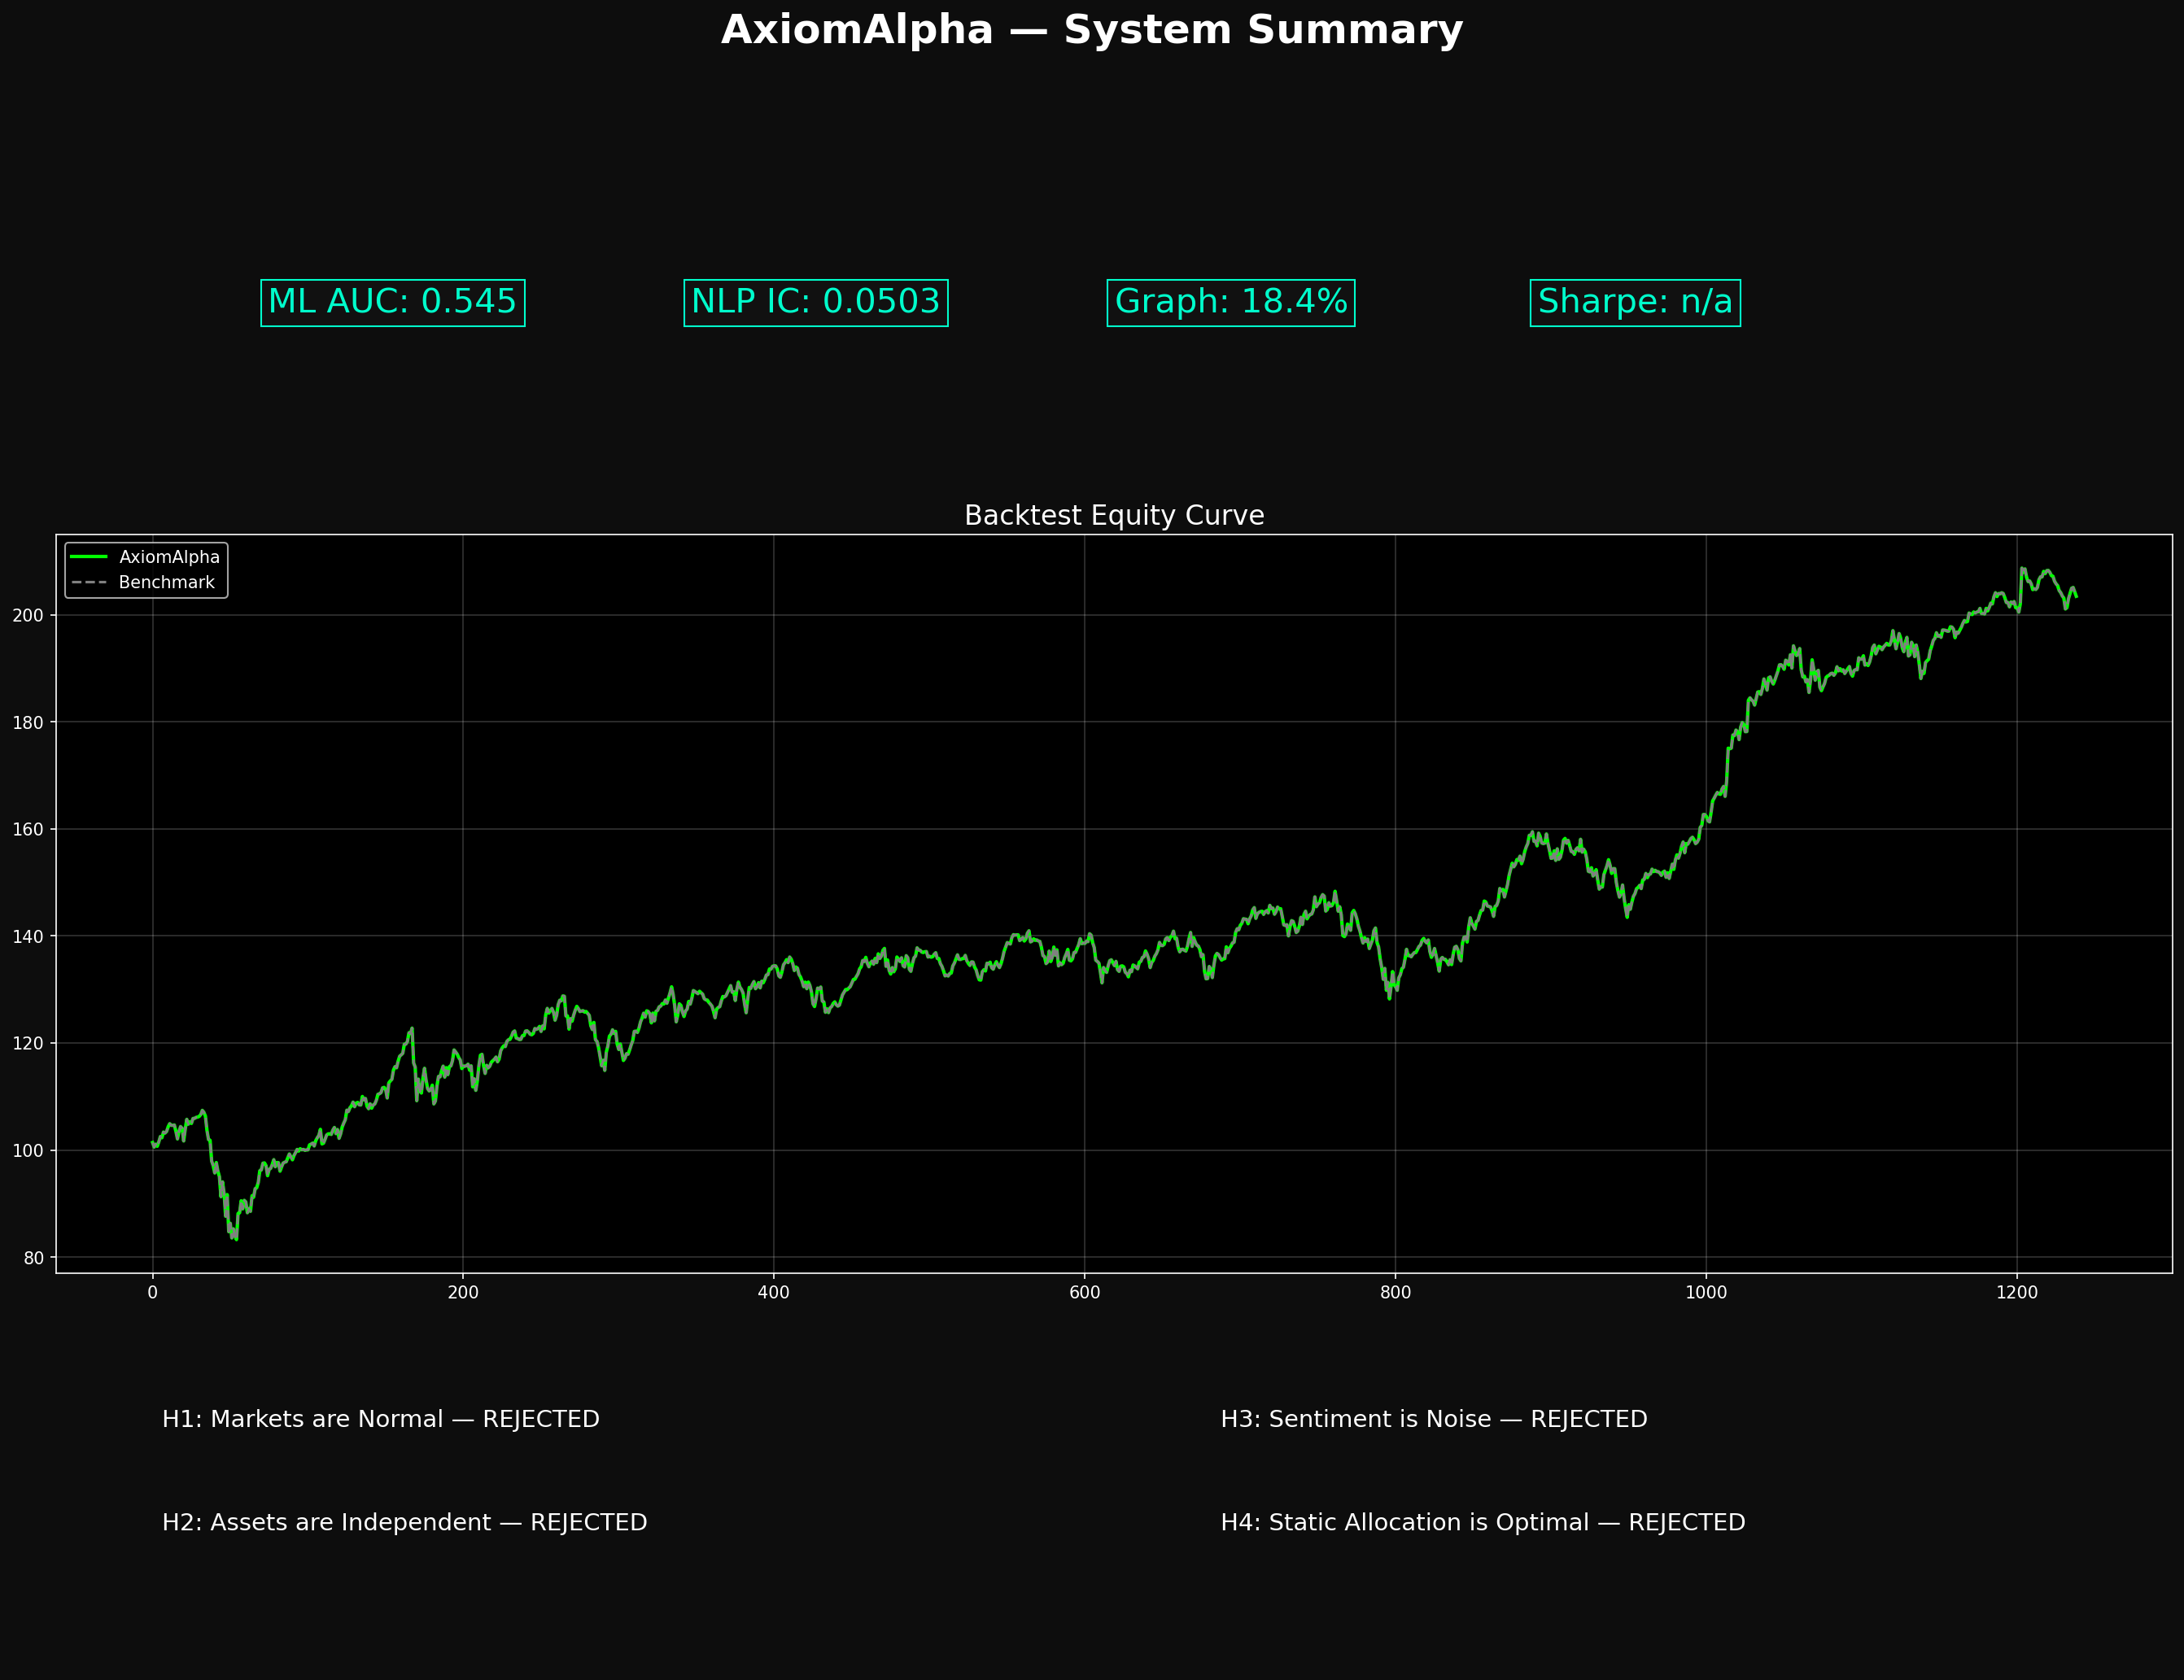 AxiomAlpha — System Summary
ML AUC: 0.545
NLP IC: 0.0503
Graph: 18.4%
Sharpe: n/a
Backtest Equity Curve
AxiomAlpha
Benchmark
200
180
160
140
120
100
80
0
200
400
600
800
1000
1200
H1: Markets are Normal — REJECTED
H3: Sentiment is Noise — REJECTED
H2: Assets are Independent — REJECTED
H4: Static Allocation is Optimal — REJECTED